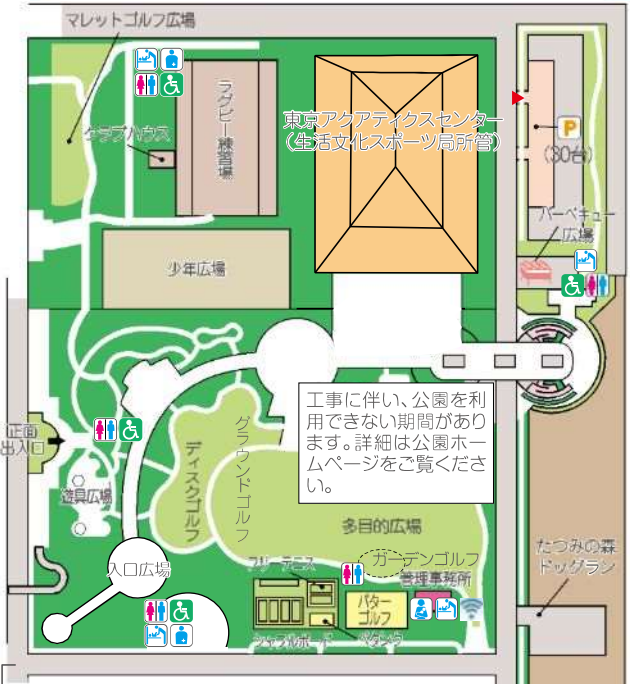 マレットゴルフ広場
クラブハウス
ラグビー練習場
東京アクアティクスセンター
(生活文化スポーツ局所管)
P
(30台)
バーベキュー
広場
少年広場
工事に伴い、公園を利
用できない期間があり
ます。詳細は公園ホー
ムページをご覧くださ
い。
正面
出入口
遊具広場
ディスクゴルフ
グラウンドゴルフ
多目的広場
入口広場
フリーテニス
ガーデンゴルフ
管理事務所
パター
ゴルフ
シャフルボード
ペタンク
たつみの森
ドッグラン